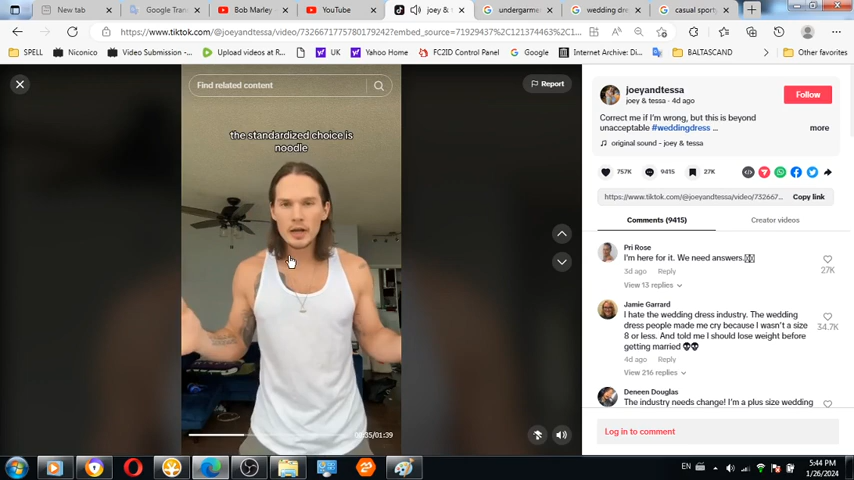 New tab
Google Tran
Bob Marley -
YouTube
joey &
undergarme
wedding dre
casual sporty
https://www.tiktok.com/@joeyandtessa/video/7326671775780179242?embed_source=71929437%2C121374463%2C1...
SPELL
Niconico
Video Submission -...
Upload videos at R...
UK
Yahoo Home
FC2ID Control Panel
Google
Internet Archive: Di...
BALTASCAND
Other favorites
Find related content
Report
the standardized choice is
noodle
00:35/01:39
joeyandtessa
joey & tessa · 4d ago
Follow
Correct me if I'm wrong, but this is beyond
unacceptable #weddingdress ...
more
original sound - joey & tessa
757K
9415
27K
https://www.tiktok.com/@joeyandtessa/video/732667...
Copy link
Comments (9415)
Creator videos
Pri Rose
I'm here for it. We need answers.
27K
3d ago
Reply
View 13 replies
Jamie Garrard
I hate the wedding dress industry. The wedding
dress people made me cry because I wasn't a size
8 or less. And told me I should lose weight before
getting married
34.7K
4d ago
Reply
View 216 replies
Deneen Douglas
The industry needs change! I'm a plus size wedding
Log in to comment
EN
5:44 PM
1/26/2024